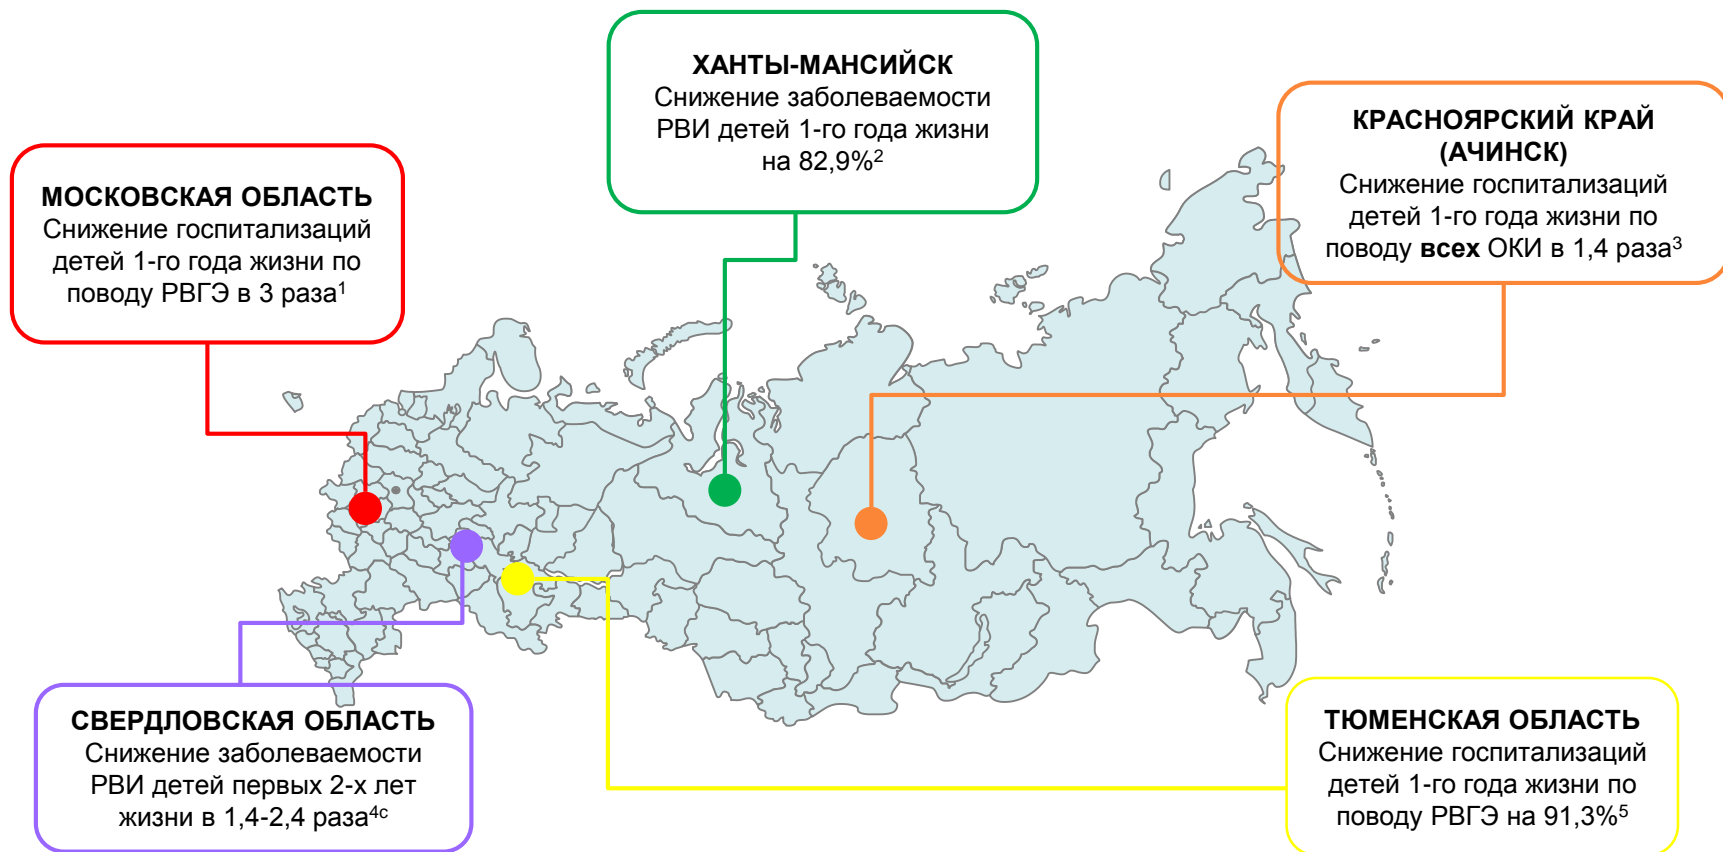 ХАНТЫ-МАНСИЙСК
Снижение заболеваемости
РВИ детей 1-го года жизни
на 82,9%²
КРАСНОЯРСКИЙ КРАЙ
(АЧИНСК)
Снижение госпитализаций
детей 1-го года жизни по
поводу всех ОКИ в 1,4 раза³
МОСКОВСКАЯ ОБЛАСТЬ
Снижение госпитализаций
детей 1-го года жизни по
поводу РВГЭ в 3 раза¹
СВЕРДЛОВСКАЯ ОБЛАСТЬ
Снижение заболеваемости
РВИ детей первых 2-х лет
жизни в 1,4-2,4 раза⁴ᶜ
ТЮМЕНСКАЯ ОБЛАСТЬ
Снижение госпитализаций
детей 1-го года жизни по
поводу РВГЭ на 91,3%⁵